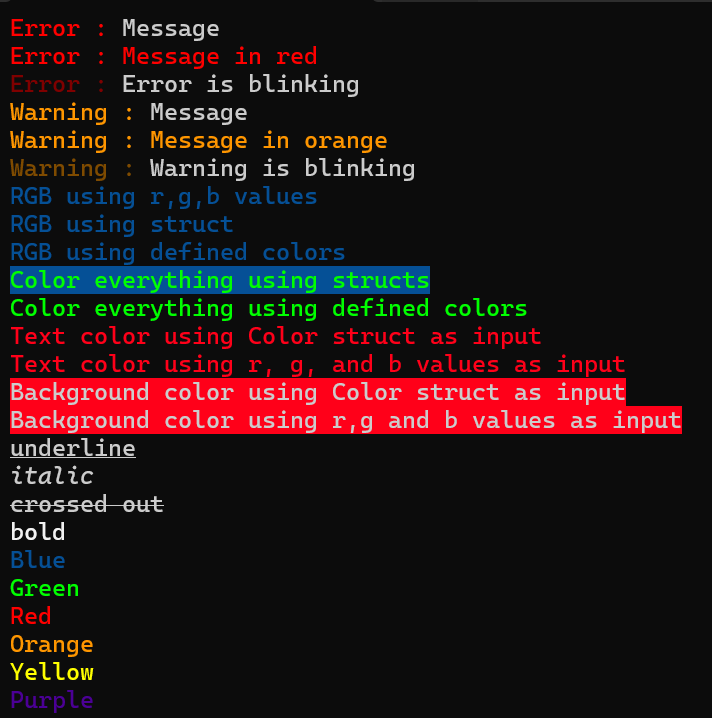 Error : Message
Error : Message in red
Error : Error is blinking
Warning : Message
Warning : Message in orange
Warning : Warning is blinking
RGB using r,g,b values
RGB using struct
RGB using defined colors
Color everything using structs
Color everything using defined colors
Text color using Color struct as input
Text color using r, g, and b values as input
Background color using Color struct as input
Background color using r,g and b values as input
underline
italic
crossed out
bold
Blue
Green
Red
Orange
Yellow
Purple